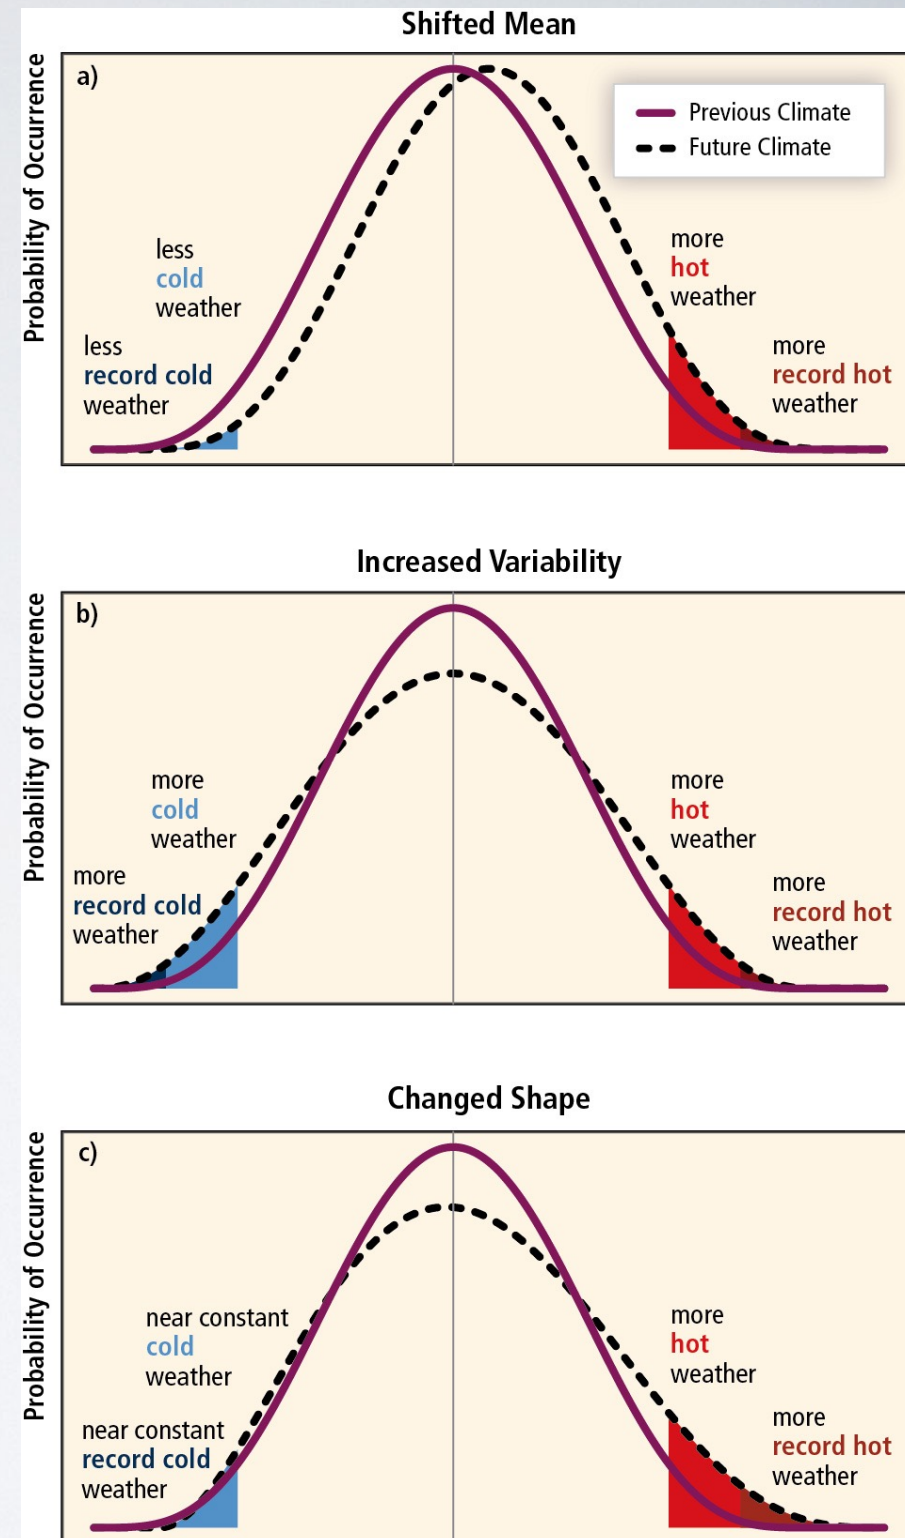 Shifted Mean
Probability of Occurrence
a)
Previous Climate
Future Climate
less
cold
weather
less
record cold
weather
more
hot
weather
more
record hot
weather
Increased Variability
Probability of Occurrence
b)
more
cold
weather
more
record cold
weather
more
hot
weather
more
record hot
weather
Changed Shape
Probability of Occurrence
c)
near constant
cold
weather
near constant
record cold
weather
more
hot
weather
more
record hot
weather